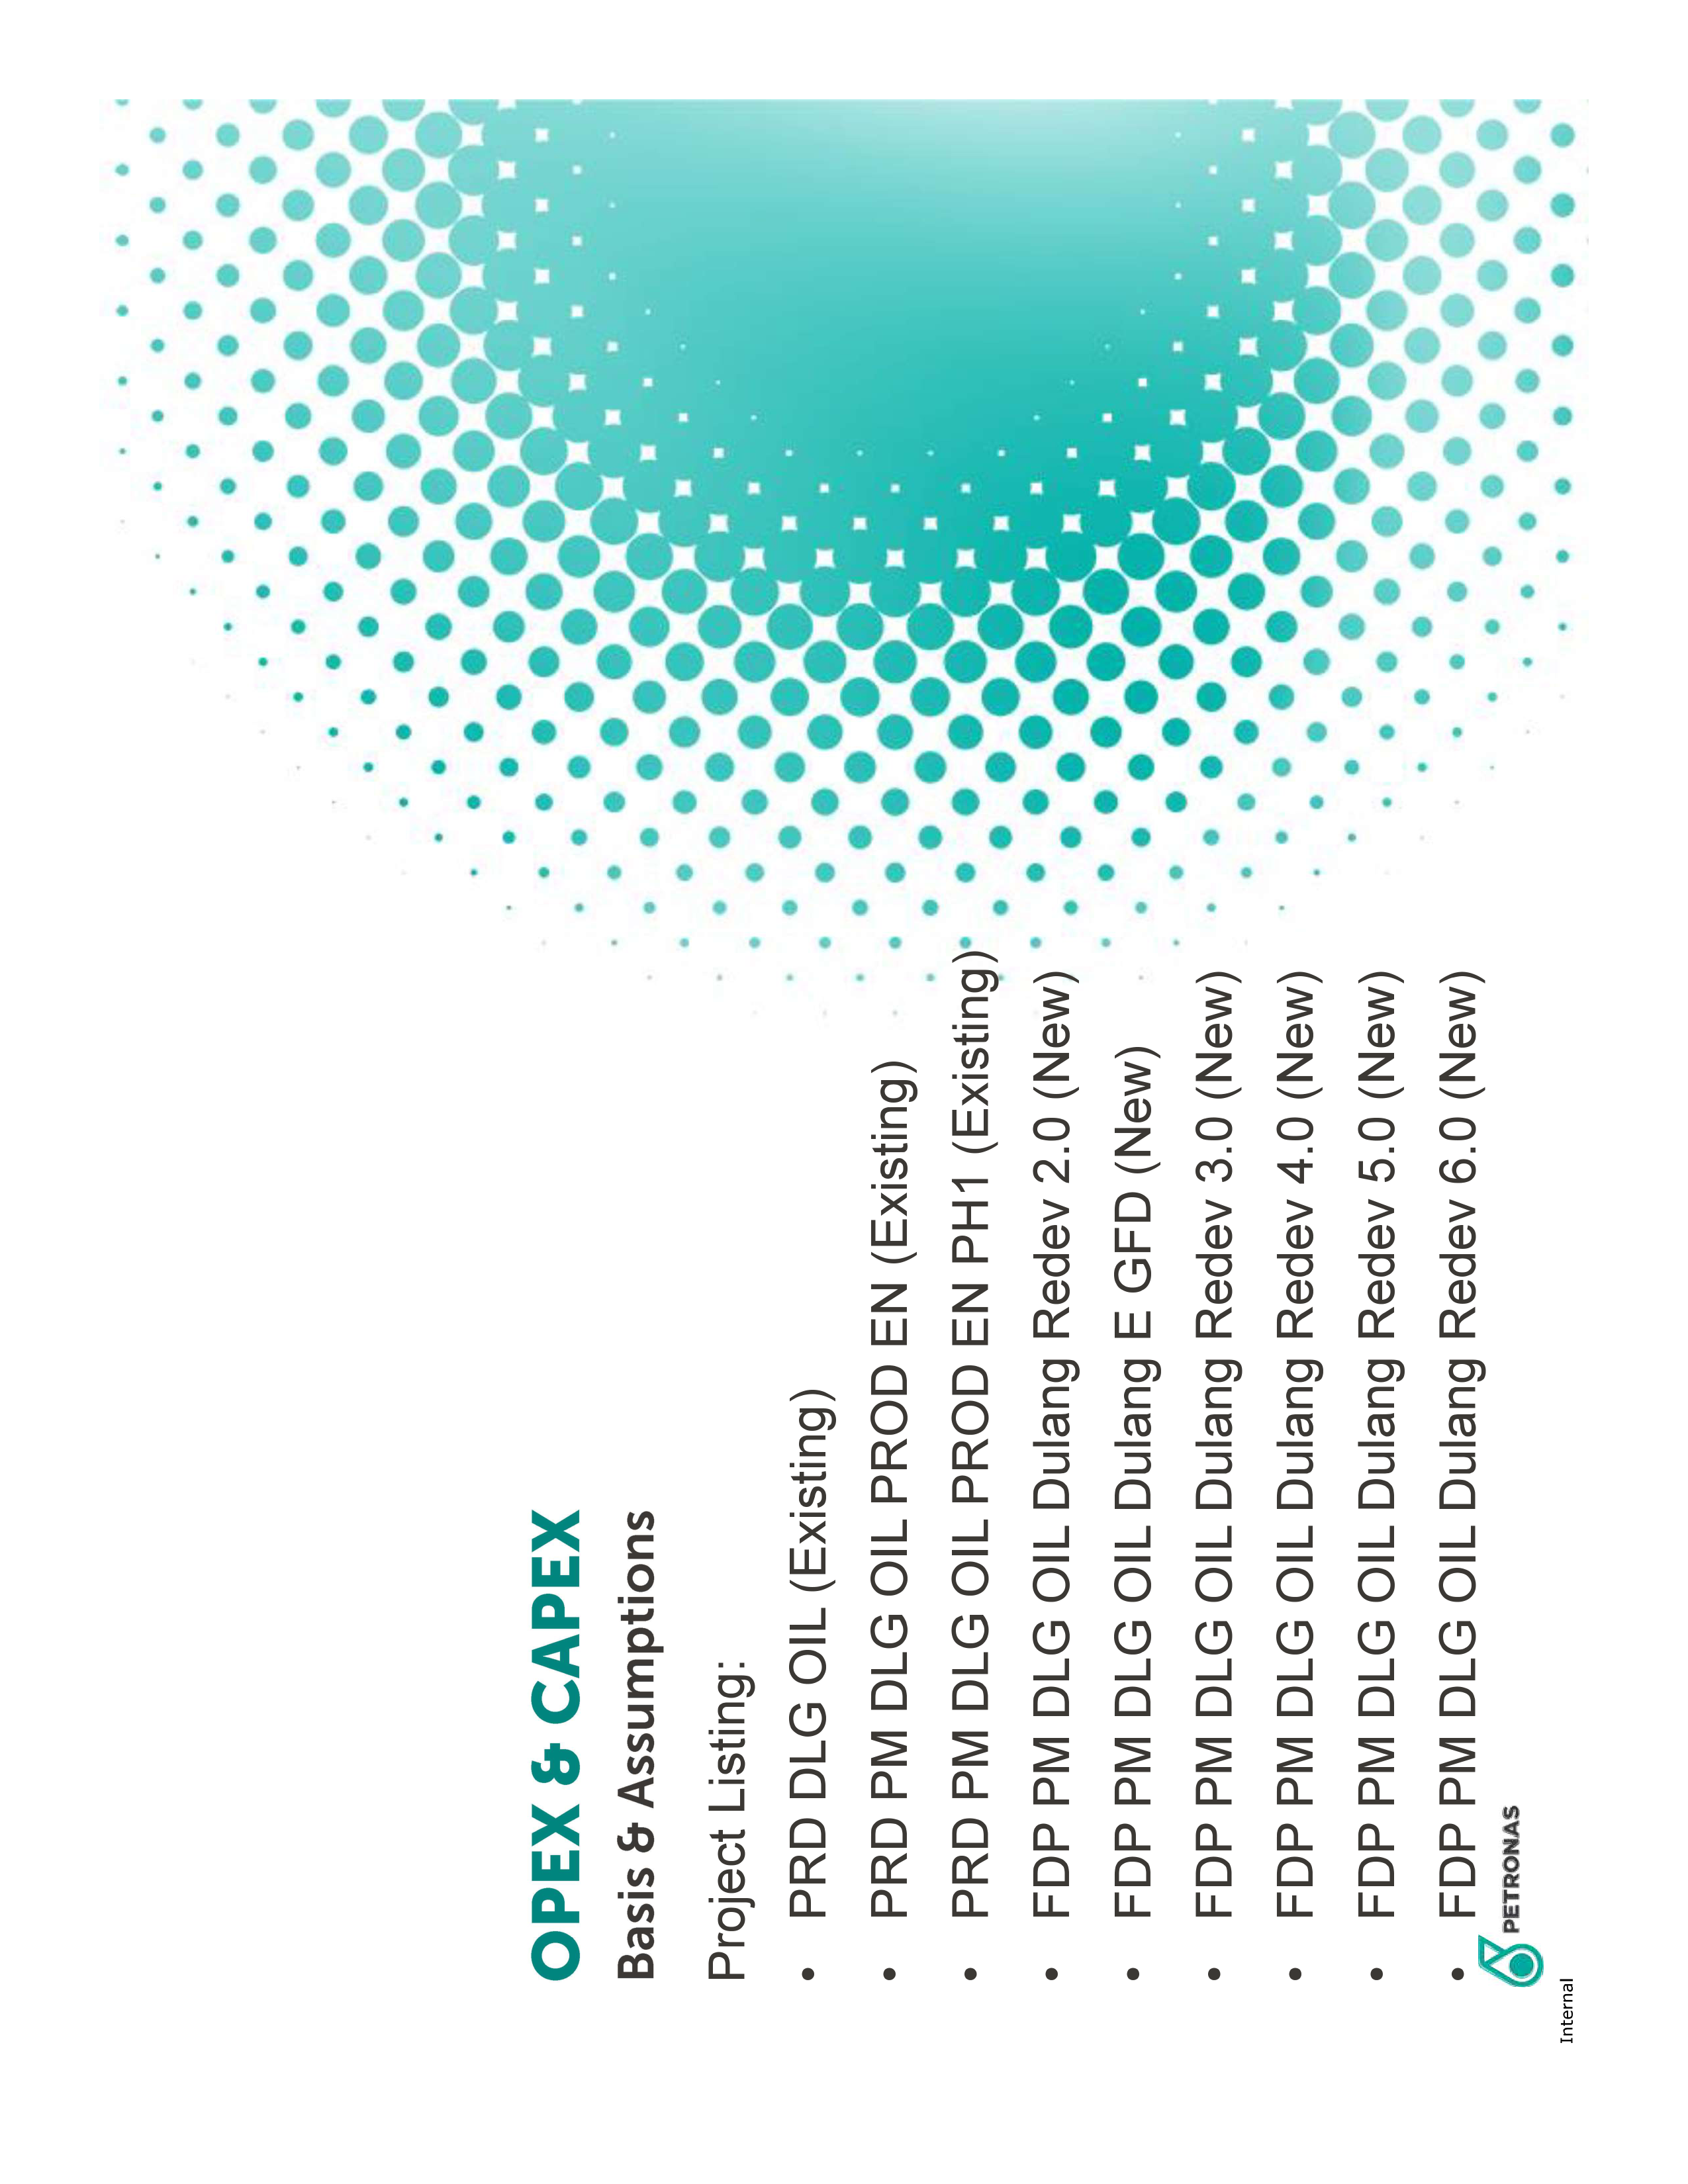 OPEX & CAPEX
Basis & Assumptions
Project Listing:
• PRD DLG OIL (Existing)
• PRD PM DLG OIL PROD EN (Existing)
• PRD PM DLG OIL PROD EN PH1 (Existing)
• FDP PM DLG OIL Dulang Redev 2.0 (New)
• FDP PM DLG OIL Dulang E GFD (New)
• FDP PM DLG OIL Dulang Redev 3.0 (New)
• FDP PM DLG OIL Dulang Redev 4.0 (New)
• FDP PM DLG OIL Dulang Redev 5.0 (New)
• FDP PM DLG OIL Dulang Redev 6.0 (New)
PETRONAS
Internal